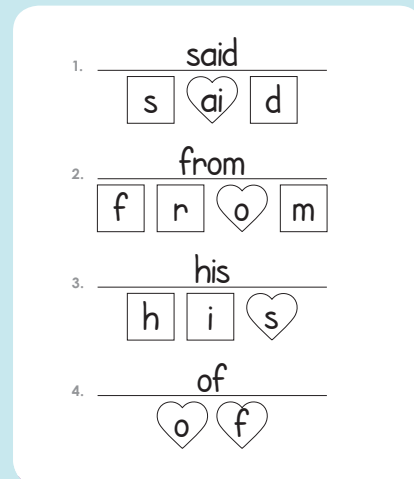 1. said
s ai d
2. from
f r o m
3. his
h i s
4. of
o f